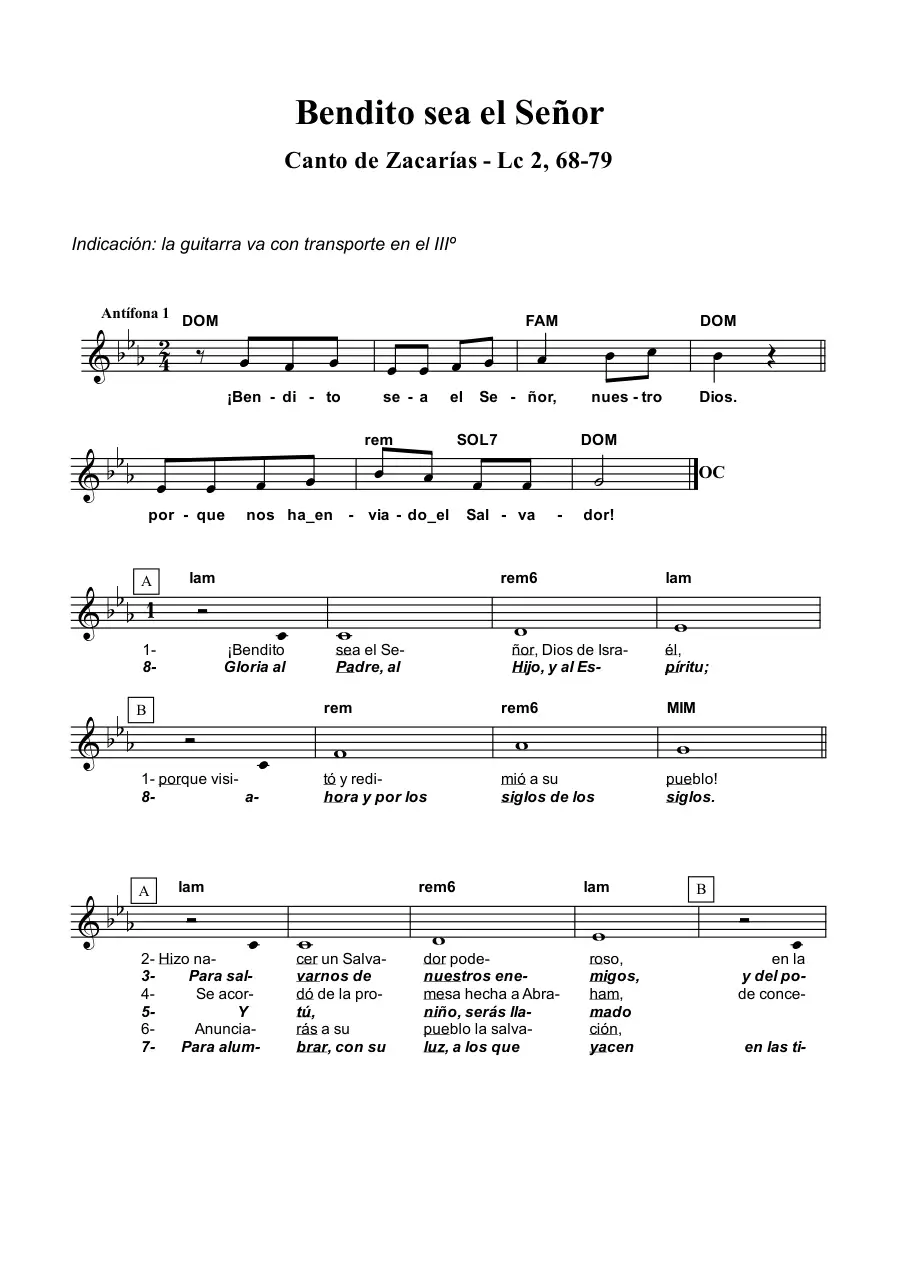 Bendito sea el Señor
Canto de Zacarías - Lc 2, 68-79
Indicación: la guitarra va con transporte en el IIIº
Antífona 1
DOM FAM DOM
2
4
¡Ben - di - to se - a el Se - ñor, nues - tro Dios.
rem SOL7 DOM
OC
por - que nos ha_en - via - do_el Sal - va - dor!
A lam rem6 lam
1
1- ¡Bendito sea el Se- ñor, Dios de Isra- él,
8- Gloria al Padre, al Hijo, y al Es- píritu;
B rem rem6 MIM
1- porque visi- tó y redi- mió a su pueblo!
8- a- hora y por los siglos de los siglos.
A lam rem6 lam B
2- Hizo na- cer un Salva- dor pode- roso, en la
3- Para sal- varnos de nuestros ene- migos, y del po-
4- Se acor- dó de la pro- mesa hecha a Abra- ham, de conce-
5- Y tú, niño, serás lla- mado
6- Anuncia- rás a su pueblo la salva- ción,
7- Para alum- brar, con su luz, a los que yacen en las ti-